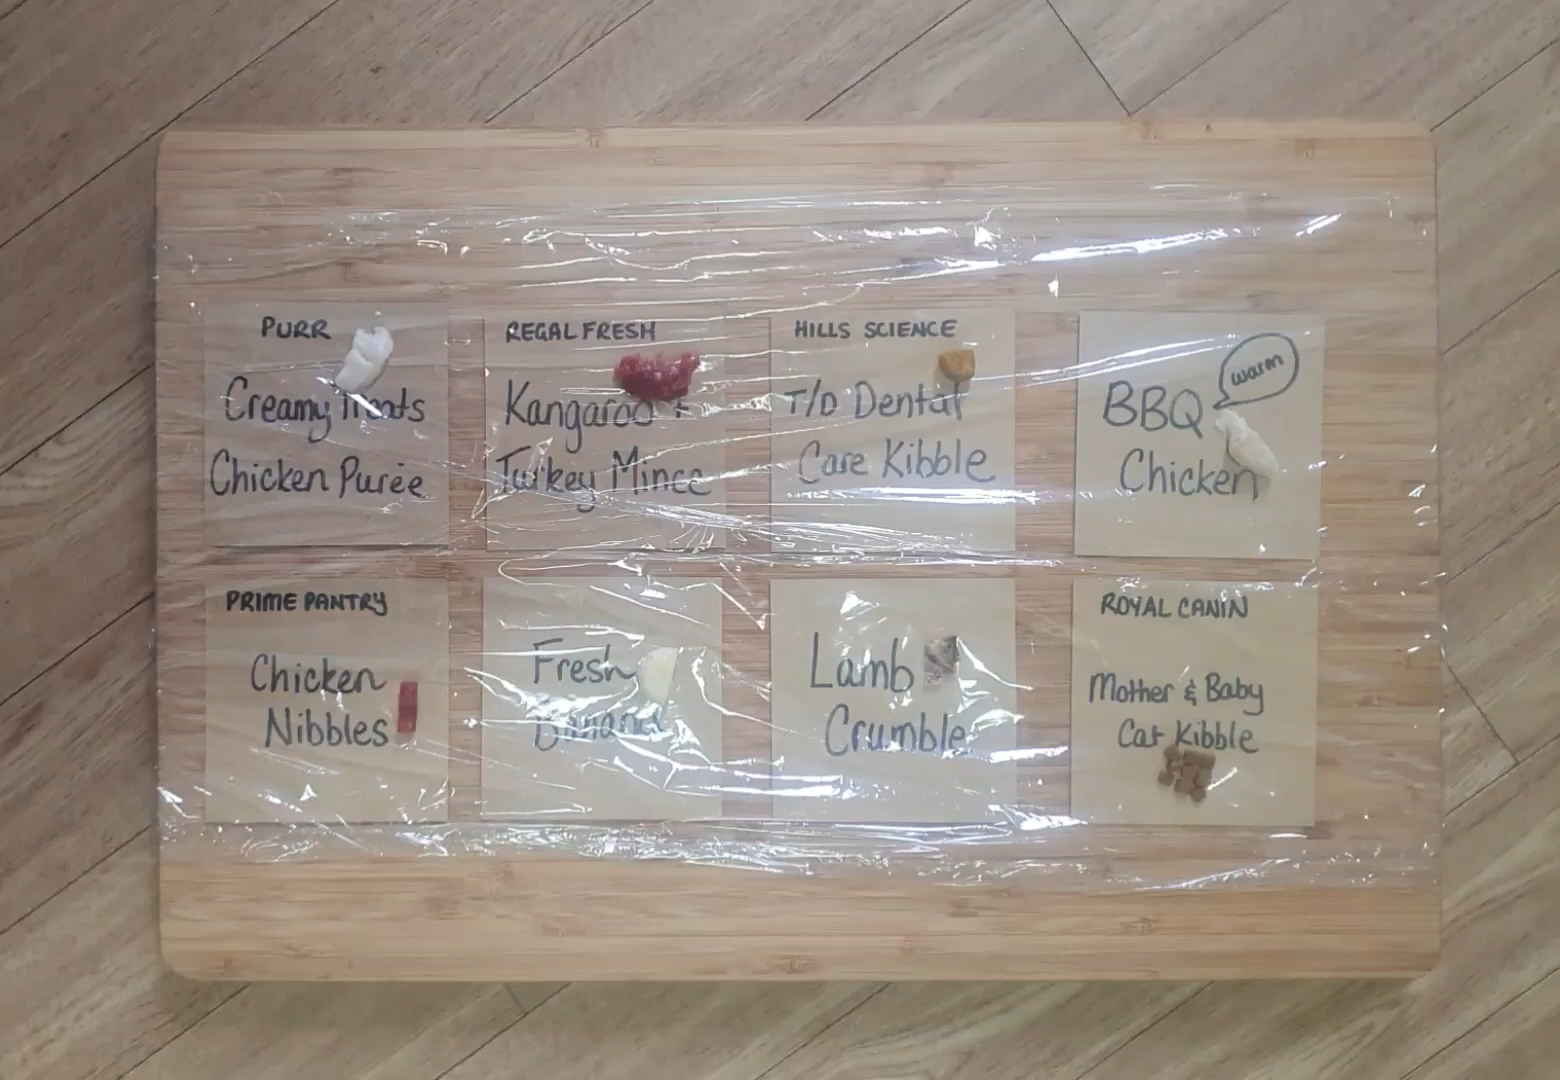 PURR
Creamy Treats
Chicken Purée
REGAL FRESH
Kangaroo +
Turkey Mince
HILLS SCIENCE
T/D Dental
Care Kibble
warm
BBQ
Chicken
PRIME PANTRY
Chicken
Nibbles
Fresh
Banana
Lamb
Crumble
ROYAL CANIN
Mother & Baby
Cat Kibble